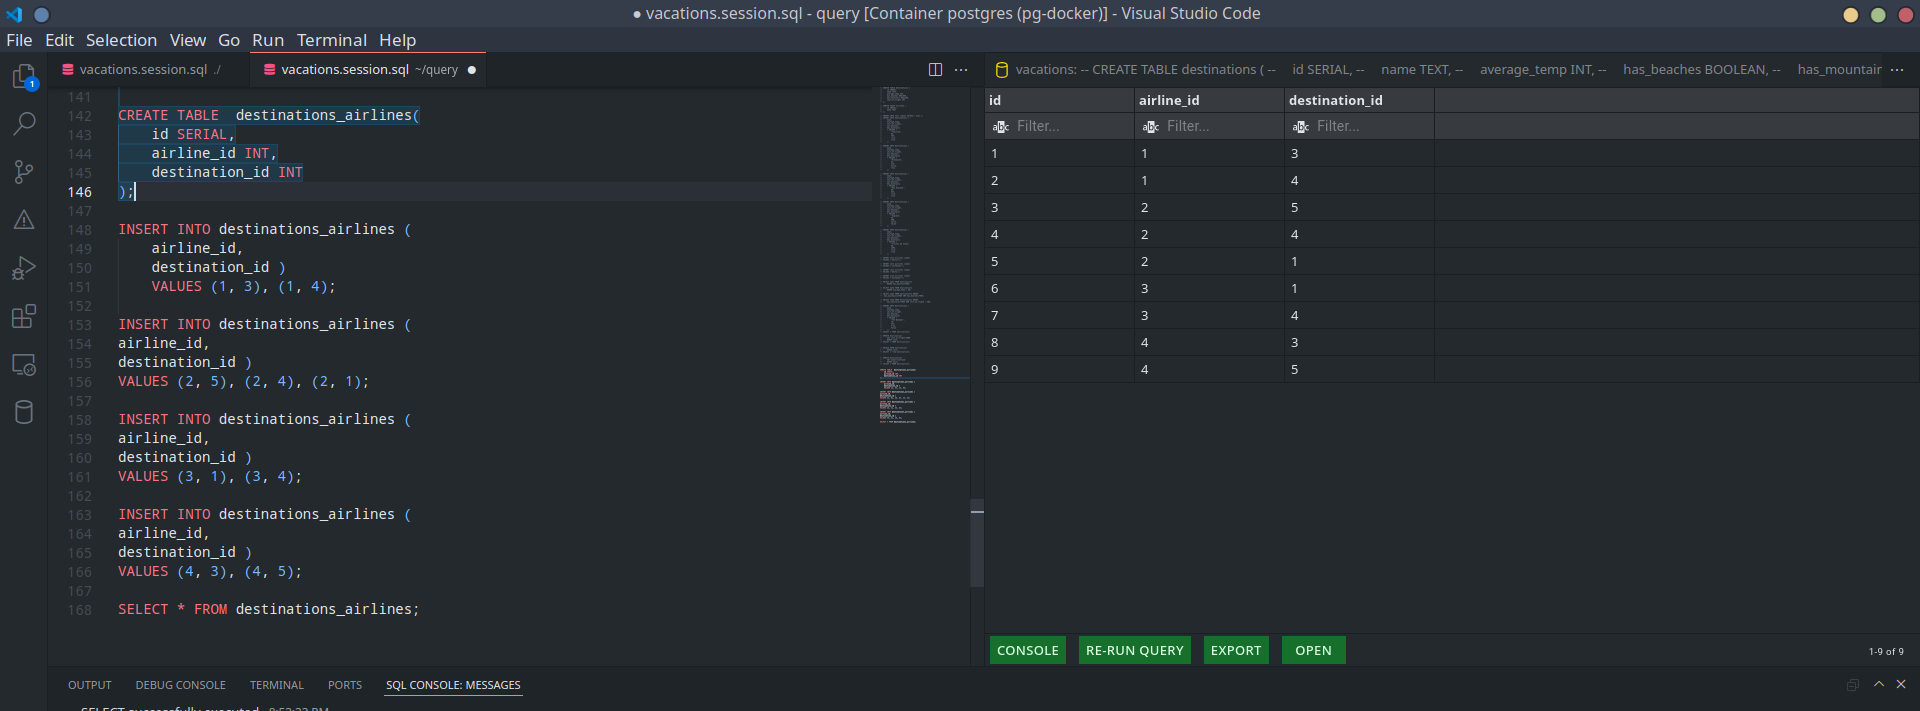 ● vacations.session.sql - query [Container postgres (pg-docker)] - Visual Studio Code
File Edit Selection View Go Run Terminal Help
1
vacations.session.sql ./
vacations.session.sql ~/query ●
141
142 CREATE TABLE  destinations_airlines(
143     id SERIAL,
144     airline_id INT,
145     destination_id INT
146 );
147
148 INSERT INTO destinations_airlines (
149     airline_id,
150     destination_id )
151     VALUES (1, 3), (1, 4);
152
153 INSERT INTO destinations_airlines (
154 airline_id,
155 destination_id )
156 VALUES (2, 5), (2, 4), (2, 1);
157
158 INSERT INTO destinations_airlines (
159 airline_id,
160 destination_id )
161 VALUES (3, 1), (3, 4);
162
163 INSERT INTO destinations_airlines (
164 airline_id,
165 destination_id )
166 VALUES (4, 3), (4, 5);
167
168 SELECT * FROM destinations_airlines;
vacations: -- CREATE TABLE destinations ( -- id SERIAL, -- name TEXT, -- average_temp INT, -- has_beaches BOOLEAN, -- has_mountain ...
id airline_id destination_id
abc Filter... abc Filter... abc Filter...
1 1 3
2 1 4
3 2 5
4 2 4
5 2 1
6 3 1
7 3 4
8 4 3
9 4 5
CONSOLE RE-RUN QUERY EXPORT OPEN 1-9 of 9
OUTPUT DEBUG CONSOLE TERMINAL PORTS SQL CONSOLE: MESSAGES
SELECT successfully executed.